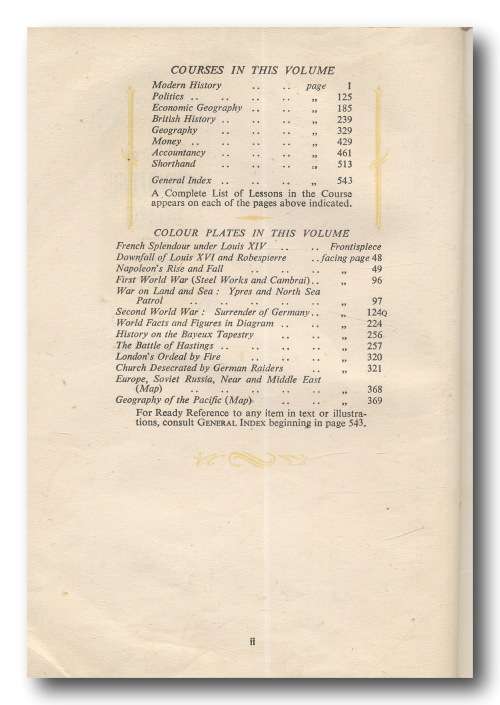 COURSES IN THIS VOLUME
Modern History .. .. page 1
Politics .. .. .. .. „ 125
Economic Geography .. .. „ 185
British History .. .. .. „ 239
Geography .. .. .. „ 329
Money .. .. .. .. „ 429
Accountancy .. .. .. „ 461
Shorthand .. .. .. „ 513
General Index .. .. .. „ 543
A Complete List of Lessons in the Course
appears on each of the pages above indicated.
COLOUR PLATES IN THIS VOLUME
French Splendour under Louis XIV .. .. Frontispiece
Downfall of Louis XVI and Robespierre .. facing page 48
Napoleon's Rise and Fall .. .. .. „ 49
First World War (Steel Works and Cambrai) .. „ 96
War on Land and Sea : Ypres and North Sea
Patrol .. .. .. .. .. „ 97
Second World War : Surrender of Germany .. „ 124Q
World Facts and Figures in Diagram .. .. „ 224
History on the Bayeux Tapestry .. .. „ 256
The Battle of Hastings .. .. .. .. „ 257
London's Ordeal by Fire .. .. .. „ 320
Church Desecrated by German Raiders .. „ 321
Europe, Soviet Russia, Near and Middle East
(Map) .. .. .. .. .. „ 368
Geography of the Pacific (Map) .. .. „ 369
For Ready Reference to any item in text or illustra-
tions, consult GENERAL INDEX beginning in page 543.
ii